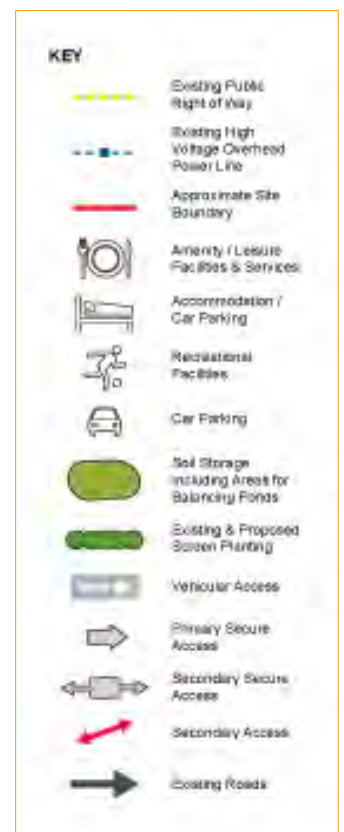 KEY
Existing Public
Right of Way
Existing High
Voltage Overhead
Power Line
Approximate Site
Boundary
Amenity / Leisure
Facilities & Services
Accommodation /
Car Parking
Recreational
Facilities
Car Parking
Soil Storage
Including Areas for
Balancing Ponds
Existing & Proposed
Screen Planting
Vehicular Access
Primary Secure
Access
Secondary Secure
Access
Secondary Access
Existing Roads